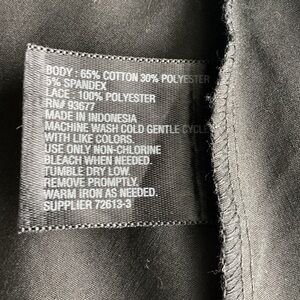 BODY : 65% COTTON 30% POLYESTER
5% SPANDEX
LACE : 100% POLYESTER
RN# 93677
MADE IN INDONESIA
MACHINE WASH COLD GENTLE CYCLE
WITH LIKE COLORS.
USE ONLY NON-CHLORINE
BLEACH WHEN NEEDED.
TUMBLE DRY LOW.
REMOVE PROMPTLY.
WARM IRON AS NEEDED.
SUPPLIER 72613-3